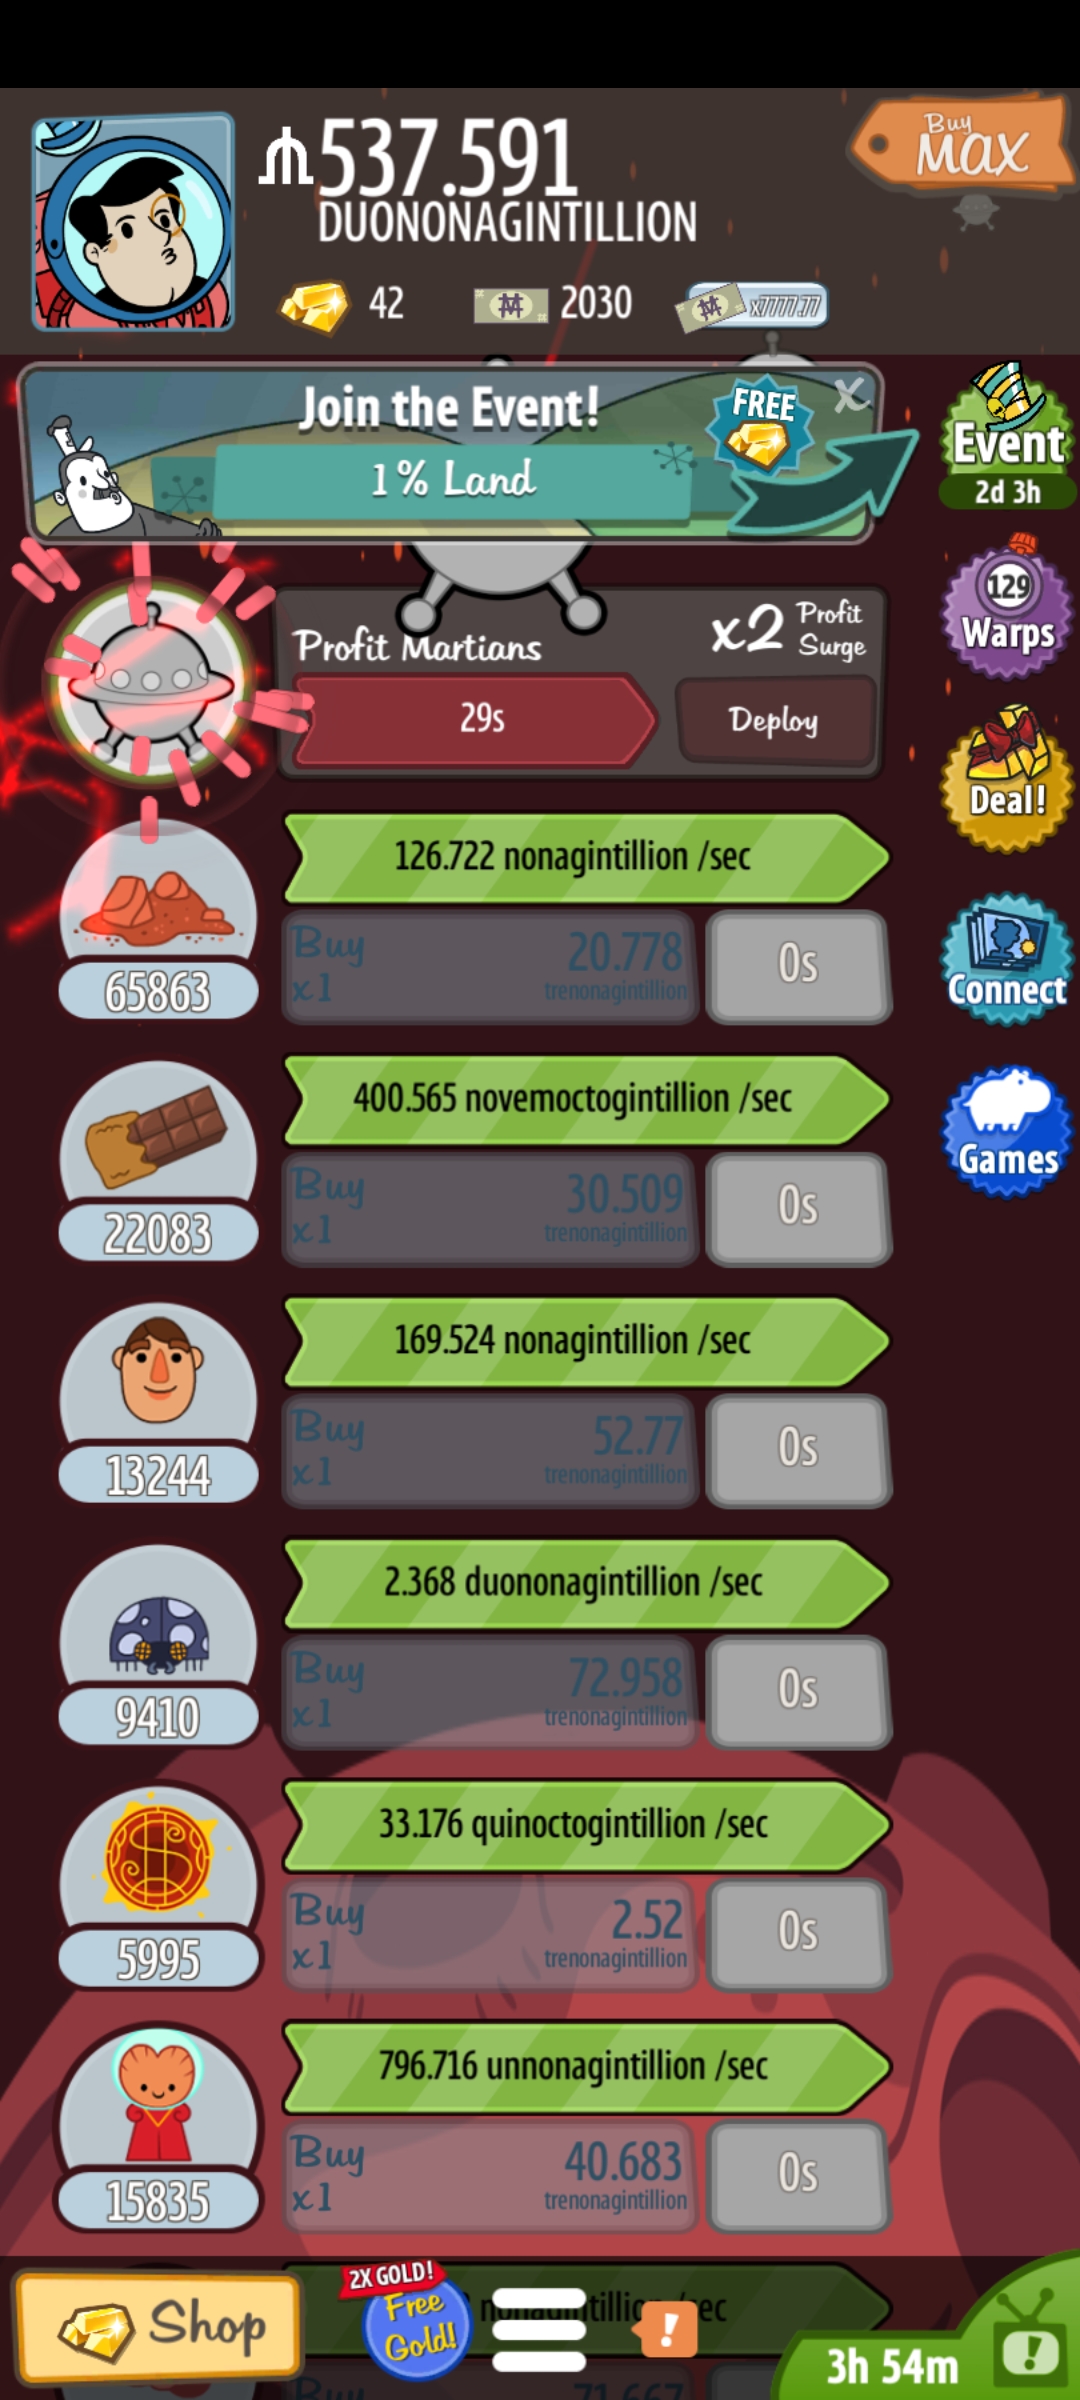 Buy
MAX
537.591
DUONONAGINTILLION
42
2030
x7777.77
Join the Event!
1% Land
FREE
X
Event
2d 3h
129
Warps
Profit Martians
x2 Profit
Surge
29s
Deploy
Deal!
126.722 nonagintillion /sec
65863
Buy
x1
20.778
trenonagintillion
0s
Connect
400.565 novemoctogintillion /sec
22083
Buy
x1
30.509
trenonagintillion
0s
Games
169.524 nonagintillion /sec
13244
Buy
x1
52.77
trenonagintillion
0s
2.368 duononagintillion /sec
9410
Buy
x1
72.958
trenonagintillion
0s
33.176 quinoctogintillion /sec
5995
Buy
x1
2.52
trenonagintillion
0s
796.716 unnonagintillion /sec
15835
Buy
x1
40.683
trenonagintillion
0s
Shop
2X GOLD!
Free
Gold!
nonagintillion /sec
!
3h 54m
!
Buy
71.667